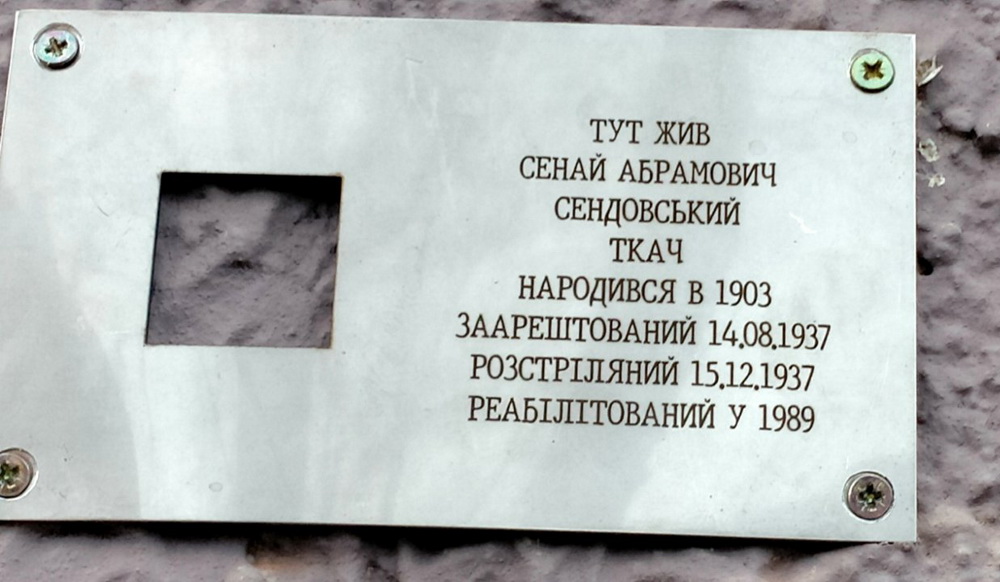 ТУТ ЖИВ
СЕНАЙ АБРАМОВИЧ
СЕНДОВСЬКИЙ
ТКАЧ
НАРОДИВСЯ В 1903
ЗААРЕШТОВАНИЙ 14.08.1937
РОЗСТРІЛЯНИЙ 15.12.1937
РЕАБІЛІТОВАНИЙ У 1989